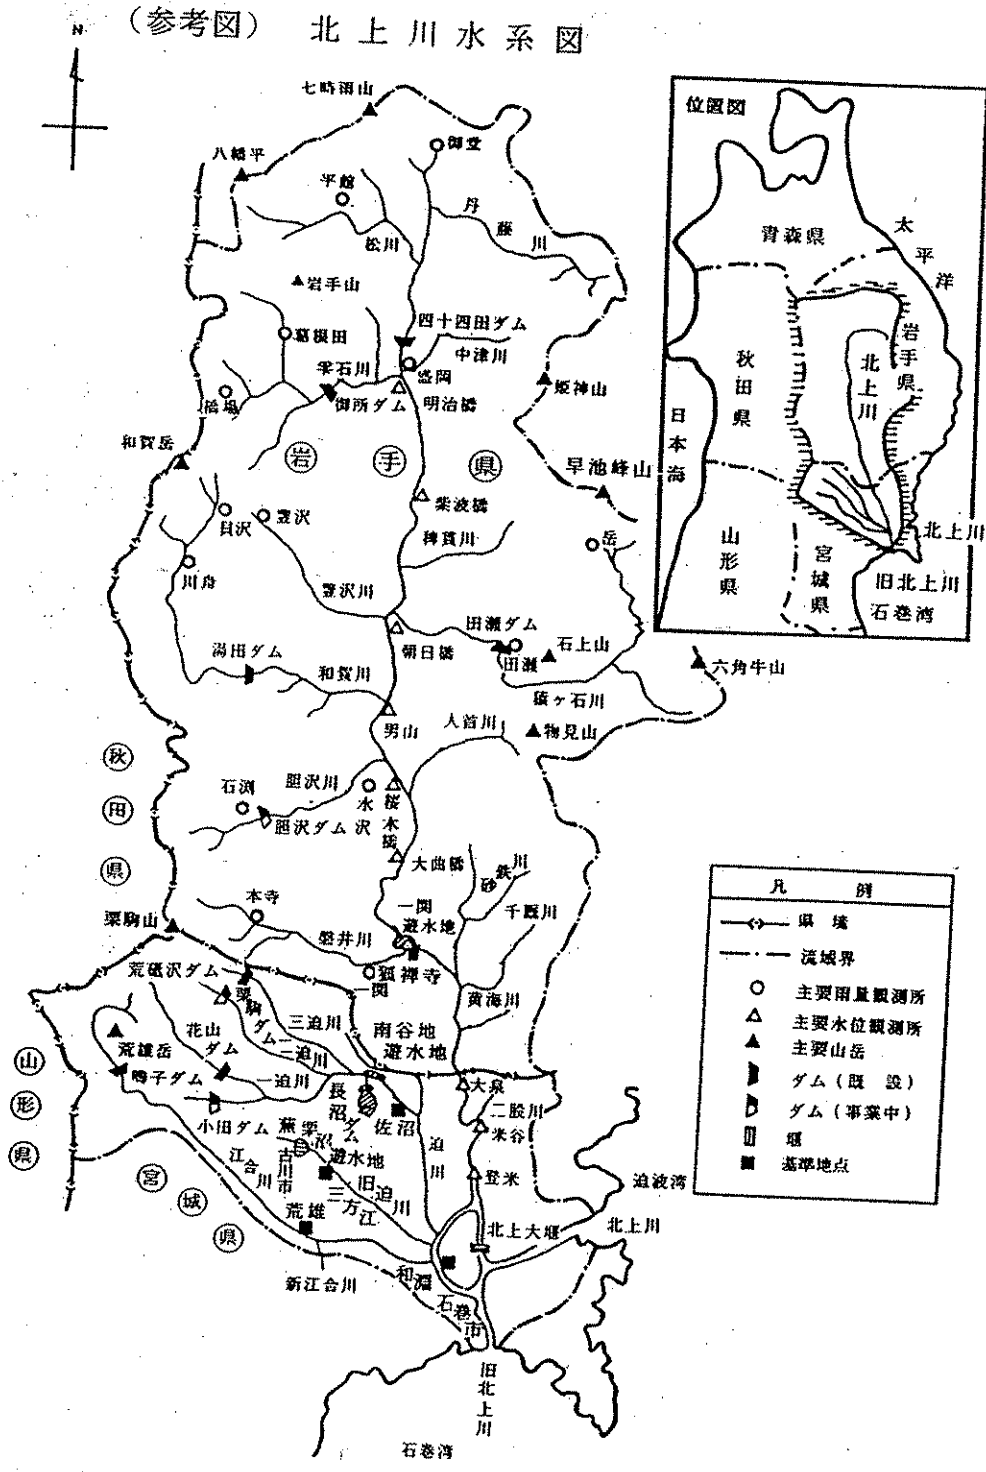 (参考図) 北上川水系図
N
七時雨山
御堂
八幡平
平館
丹藤川
松川
岩手山
四十四田ダム
葛根田
中津川
雫石川
盛岡
橋場
御所ダム
明治橋
姫神山
和賀岳
岩手県
早池峰山
紫波橋
貝沢
豊沢
稗貫川
岳
川舟
豊沢川
田瀬ダム
朝日橋
田瀬
石上山
湯田ダム
和賀川
六角牛山
猿ヶ石川
男山
人首川
物見山
秋田県
石渕
胆沢川
水沢
桜木橋
胆沢ダム
大曲橋
砂鉄川
本寺
一関
遊水地
千厩川
栗駒山
磐井川
狐禅寺
荒砥沢ダム
一関
黄海川
栗駒ダム
三迫川
南谷地
遊水地
花山ダム
二迫川
荒雄岳
鳴子ダム
一迫川
長沼ダム
大泉
佐沼
二股川
小田ダム
蕪栗沼
遊水地
米谷
山形県
江合川
古川市
旧迫川
迫川
登米
追波湾
三方江
宮城県
荒雄
北上大堰
北上川
新江合川
和渕
石巻市
旧北上川
石巻湾
位置図
青森県
太平洋
秋田県
岩手県
北上川
日本海
山形県
宮城県
北上川
旧北上川
石巻湾
凡例
県境
流域界
主要雨量観測所
主要水位観測所
主要山岳
ダム(既設)
ダム(事業中)
堰
基準地点